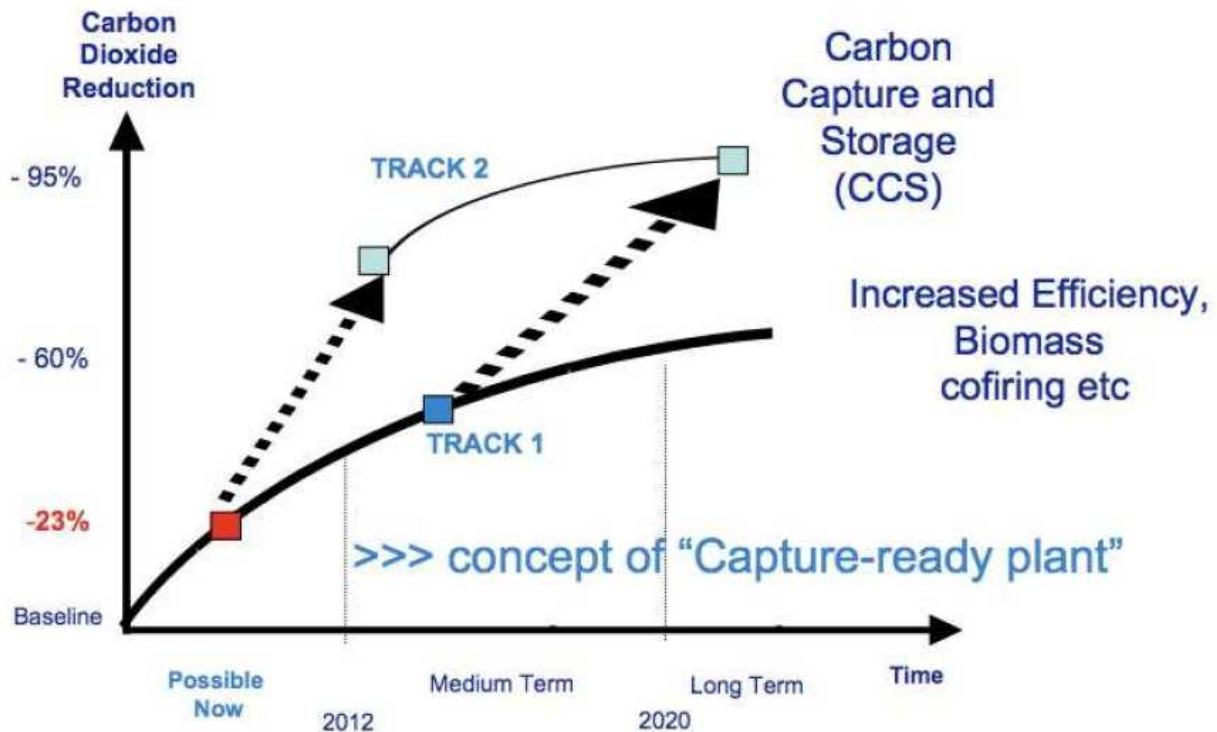 Carbon
Dioxide
Reduction
- 95%
- 60%
-23%
Baseline
TRACK 2
TRACK 1
Carbon
Capture and
Storage
(CCS)
Increased Efficiency,
Biomass
cofiring etc
>>> concept of “Capture-ready plant”
Possible
Now
Medium Term
Long Term
Time
2012
2020